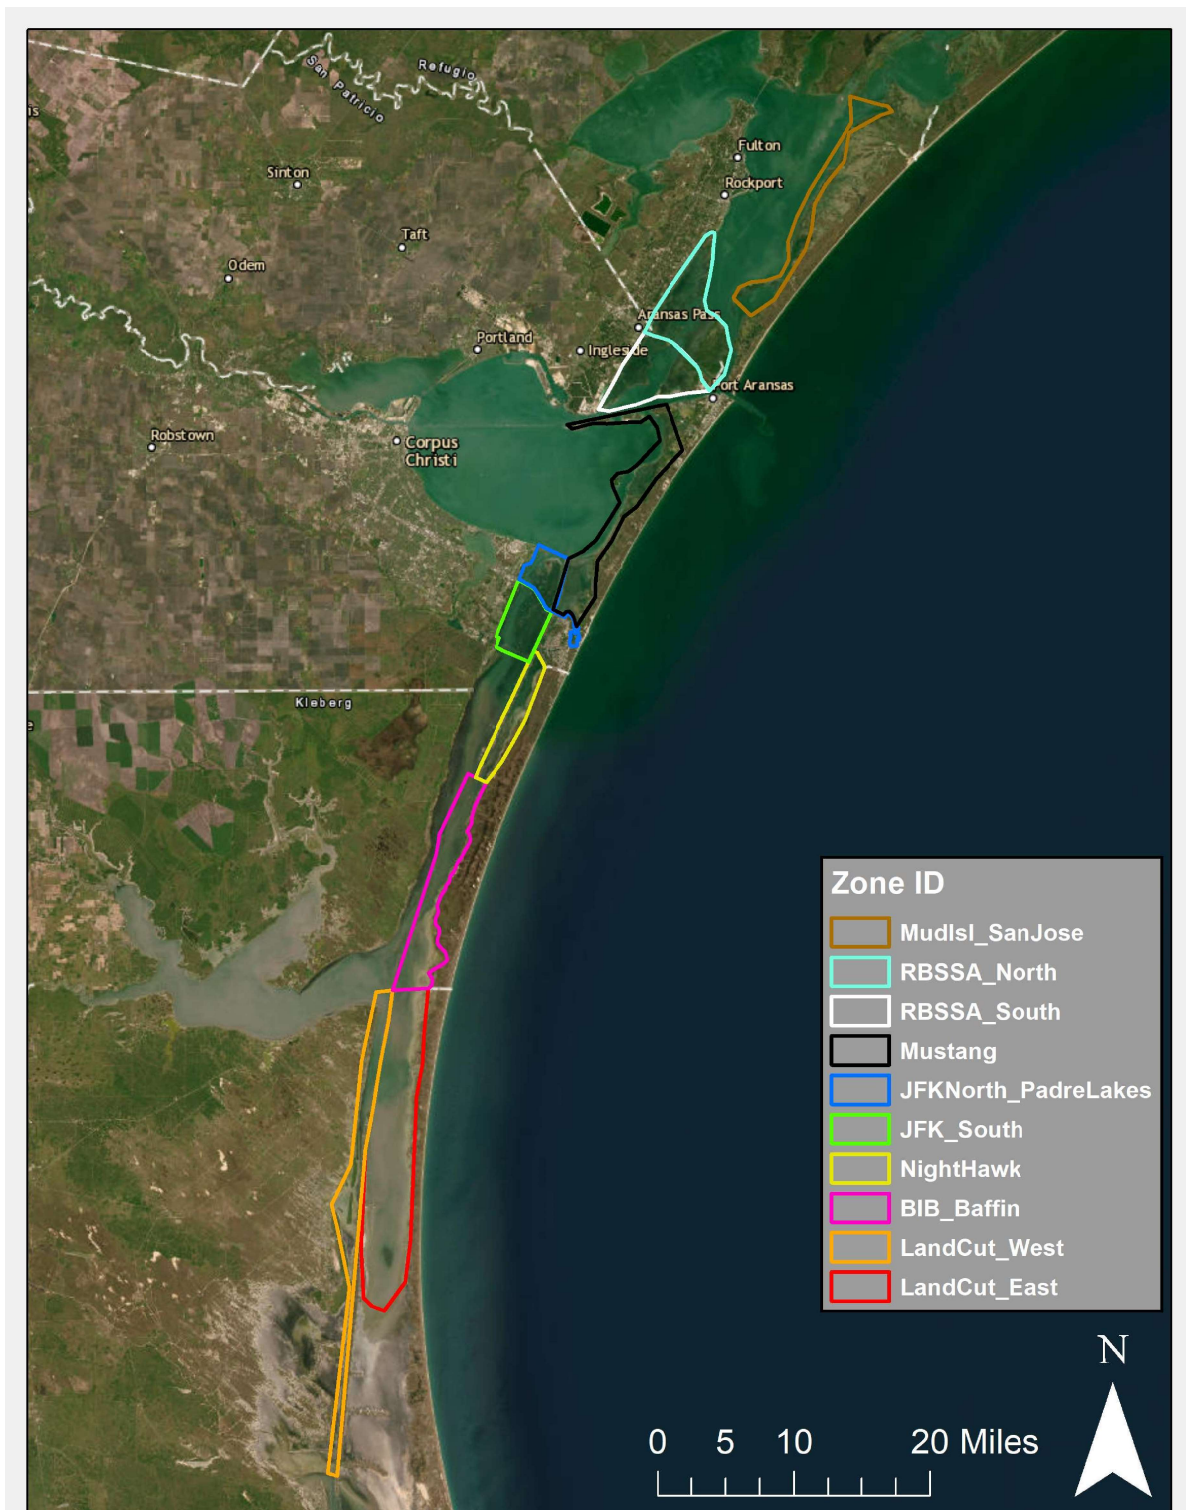 Refugio
San Patricio
is
Fulton
Sinton
Rockport
Taft
Odem
Aransas Pass
Portland
Ingleside
Port Aransas
Robstown
Corpus
Christi
Kleberg
e
Zone ID
MudIsl_SanJose
RBSSA_North
RBSSA_South
Mustang
JFKNorth_PadreLakes
JFK_South
NightHawk
BIB_Baffin
LandCut_West
LandCut_East
N
0 5 10 20 Miles